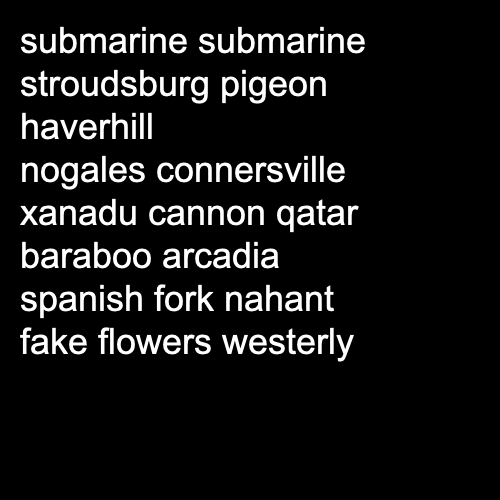 submarine submarine
stroudsburg pigeon
haverhill
nogales connersville
xanadu cannon qatar
baraboo arcadia
spanish fork nahant
fake flowers westerly